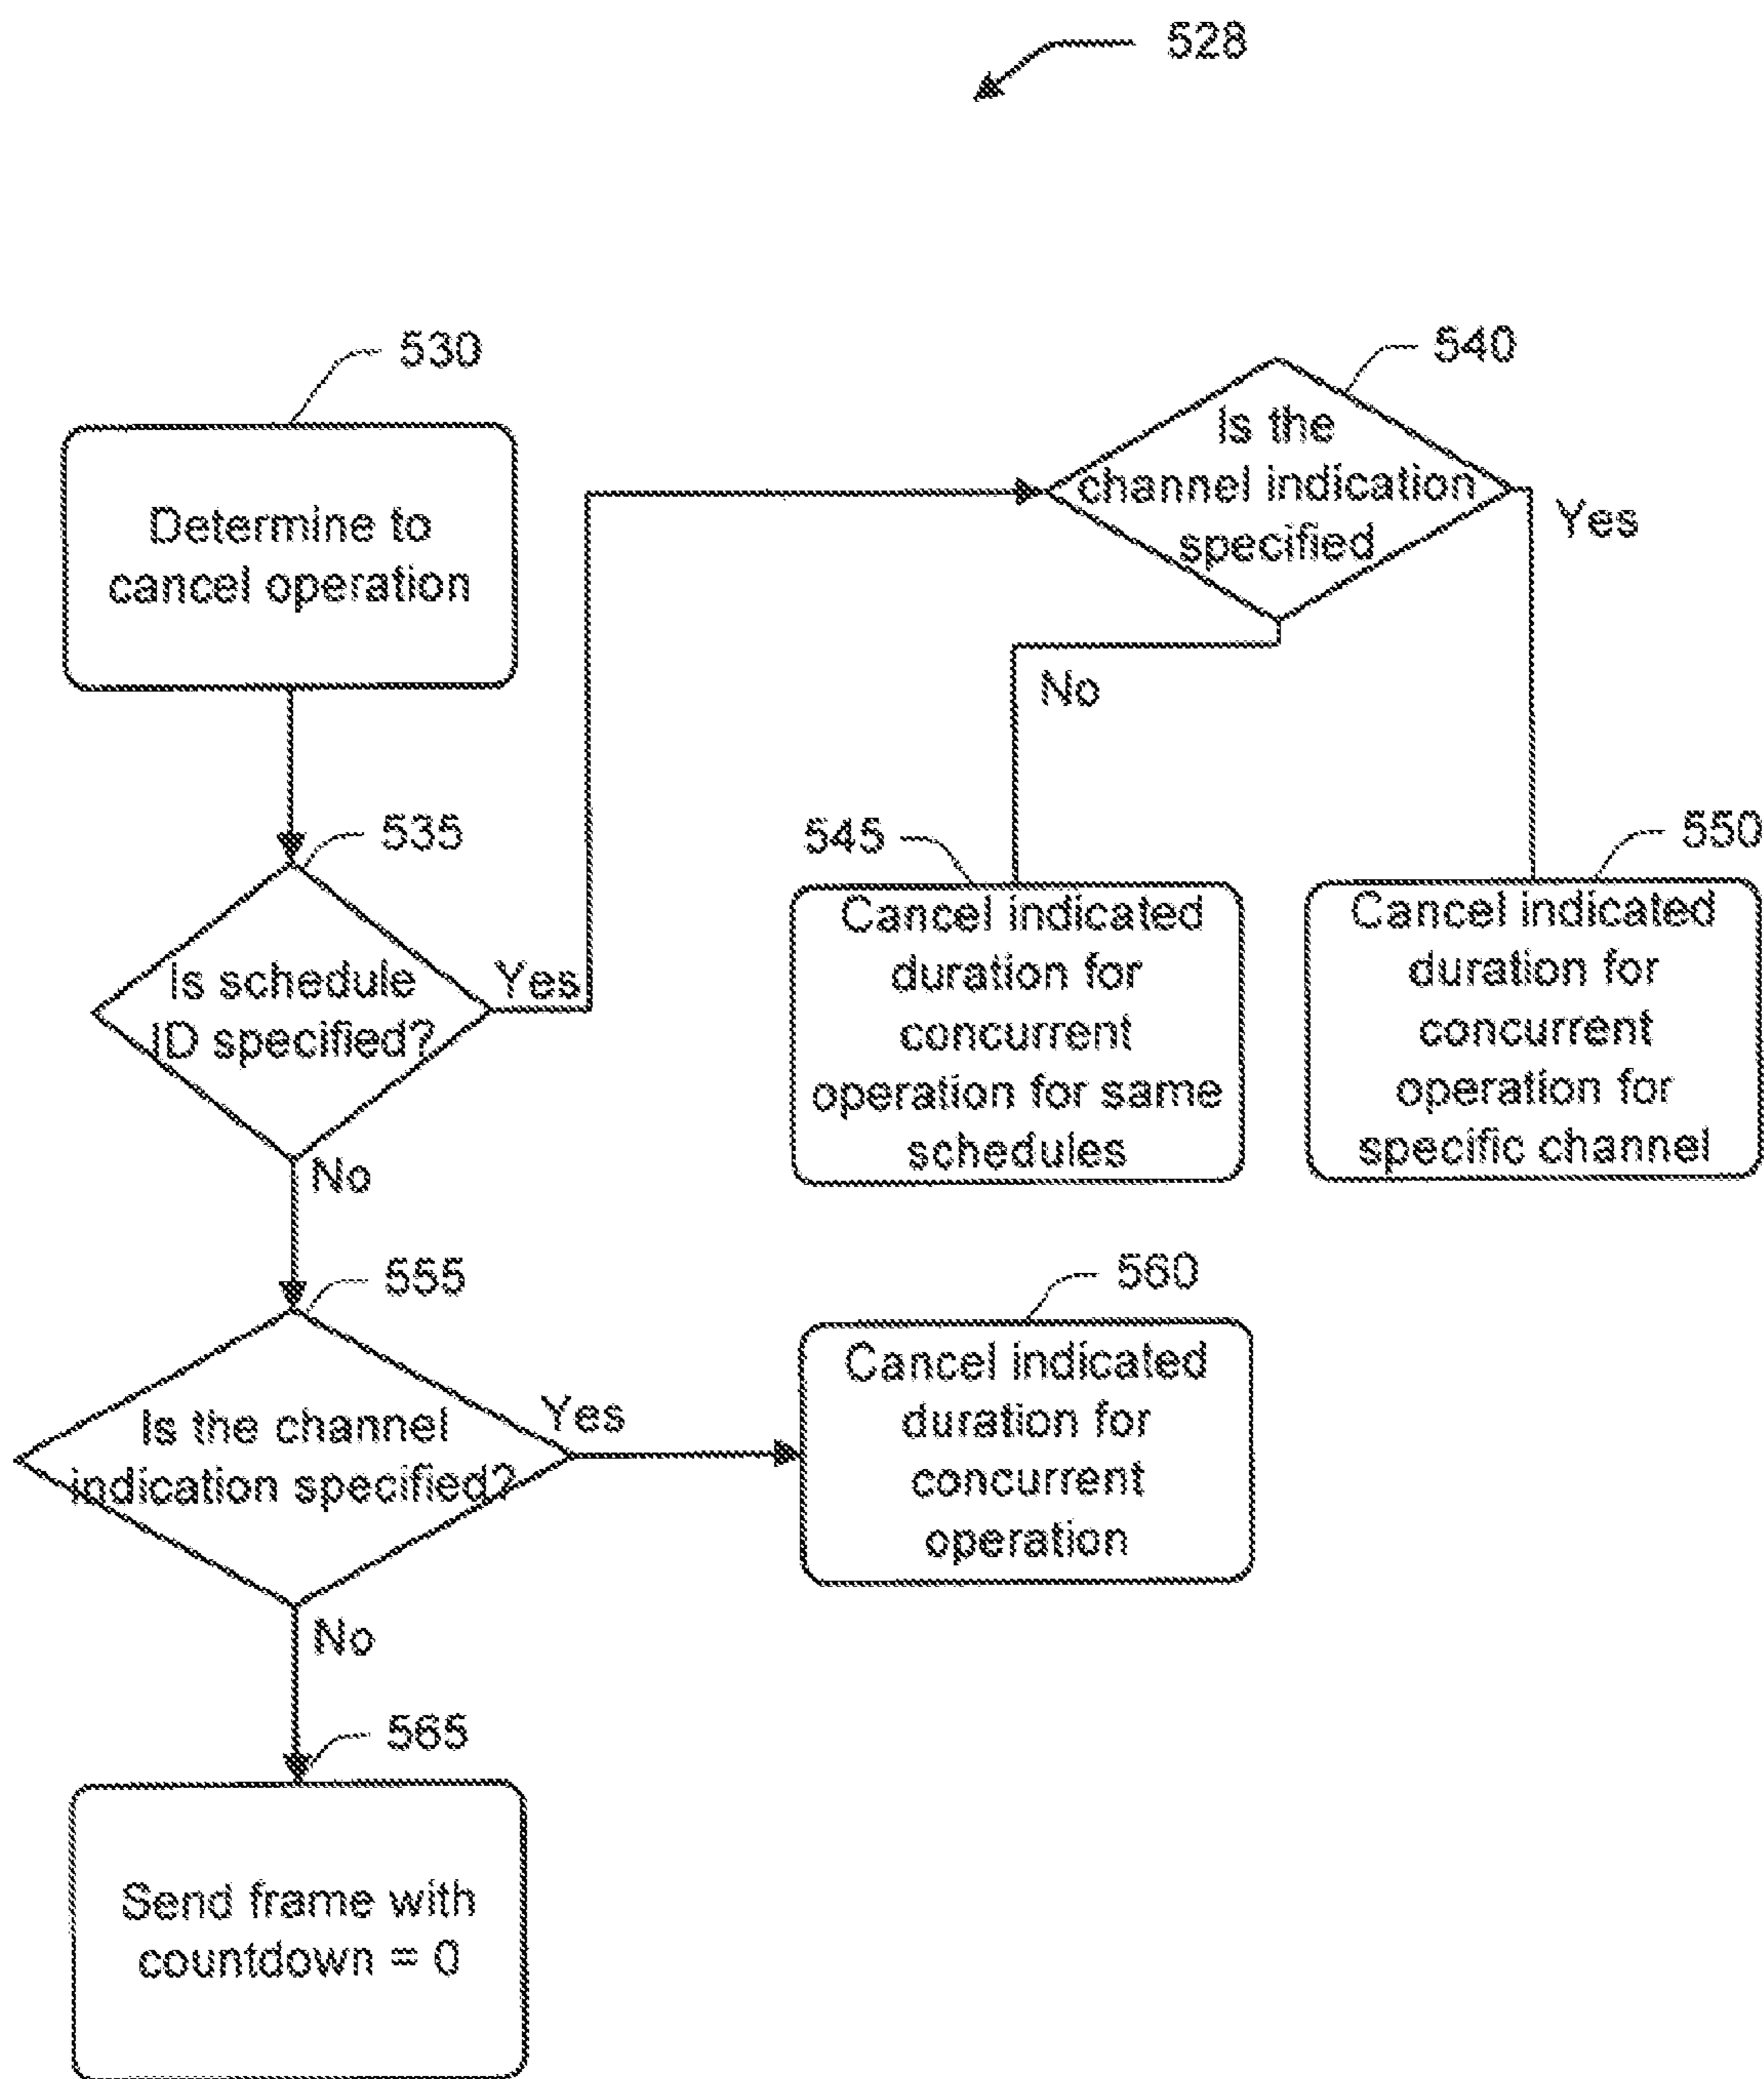 528
530
Determine to
cancel operation
540
Is the
channel indication
specified
Yes
No
535
Is schedule
ID specified?
Yes
No
545
Cancel indicated
duration for
concurrent
operation for same
schedules
550
Cancel indicated
duration for
concurrent
operation for
specific channel
555
Is the channel
indication specified?
Yes
No
560
Cancel indicated
duration for
concurrent
operation
565
Send frame with
countdown = 0